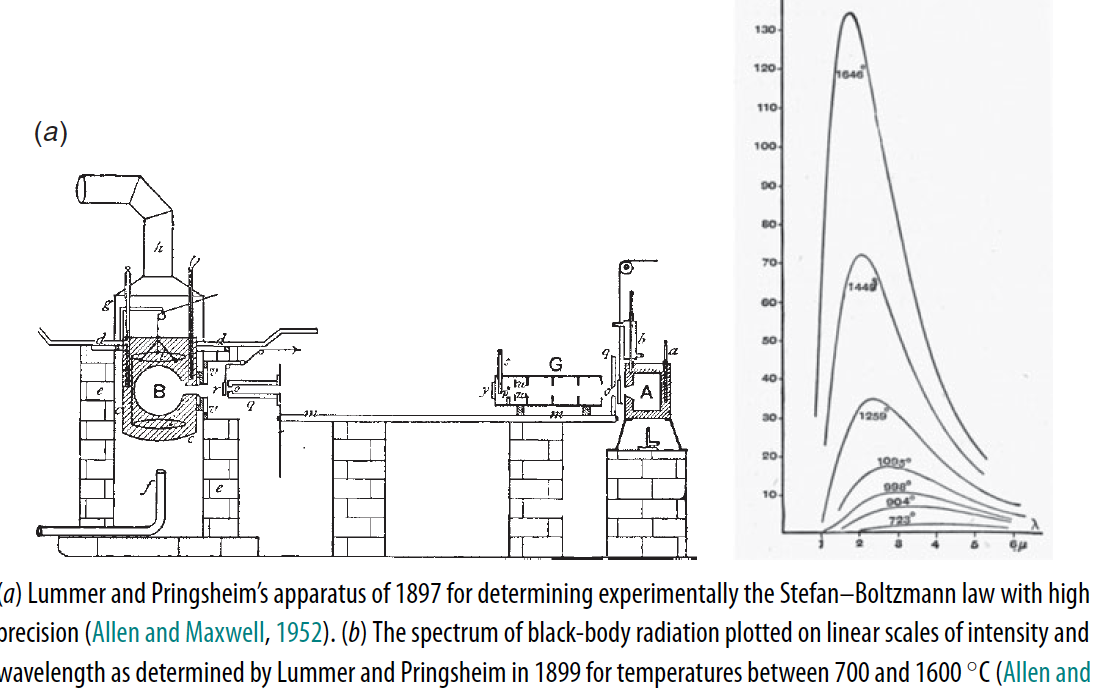 (a)
h
g
d
d
B
e
e
c
f
r
q
m
m
G
s
y
q
b
a
A
130
120
110
100
90
80
70
60
50
40
30
20
10
1646°
1449°
1259°
1095°
998°
904°
723°
1 2 3 4 5 6μ
λ
(a) Lummer and Pringsheim’s apparatus of 1897 for determining experimentally the Stefan–Boltzmann law with high
precision (Allen and Maxwell, 1952). (b) The spectrum of black-body radiation plotted on linear scales of intensity and
wavelength as determined by Lummer and Pringsheim in 1899 for temperatures between 700 and 1600 °C (Allen and